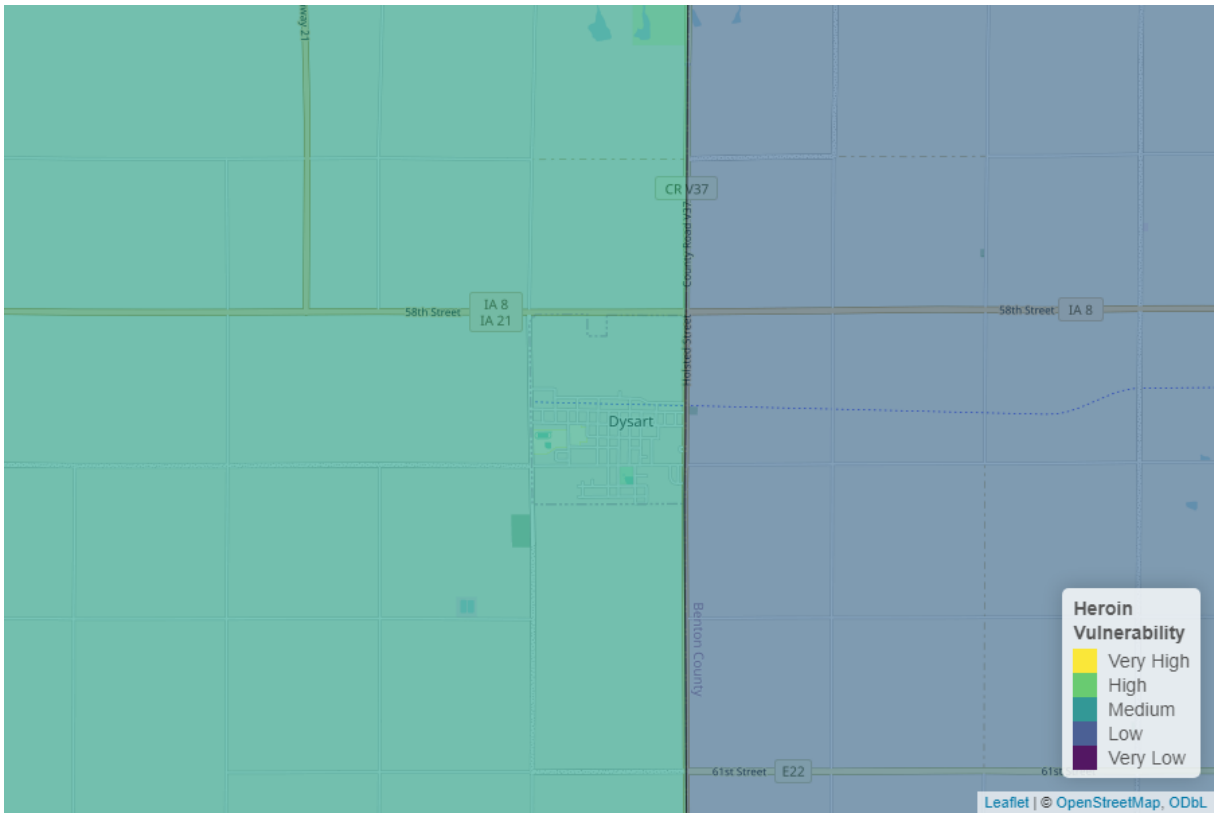 way 21
CR V37
County Road V37
IA 8
IA 21
58th Street
58th Street
IA 8
Holsted Street
Dysart
Benton County
Heroin
Vulnerability
Very High
High
Medium
Low
Very Low
61st Street
E22
61st
Leaflet | © OpenStreetMap, ODbL